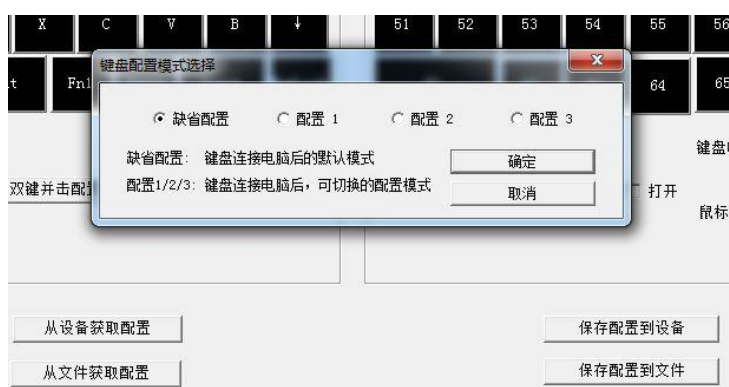 X C V B ↓ 51 52 53 54 55 56
键盘配置模式选择
Fn1 64 65
缺省配置 配置 1 配置 2 配置 3
键盘
缺省配置: 键盘连接电脑后的默认模式 确定
双键并击配 配置1/2/3: 键盘连接电脑后，可切换的配置模式 取消 打开
鼠标
从设备获取配置 保存配置到设备
从文件获取配置 保存配置到文件